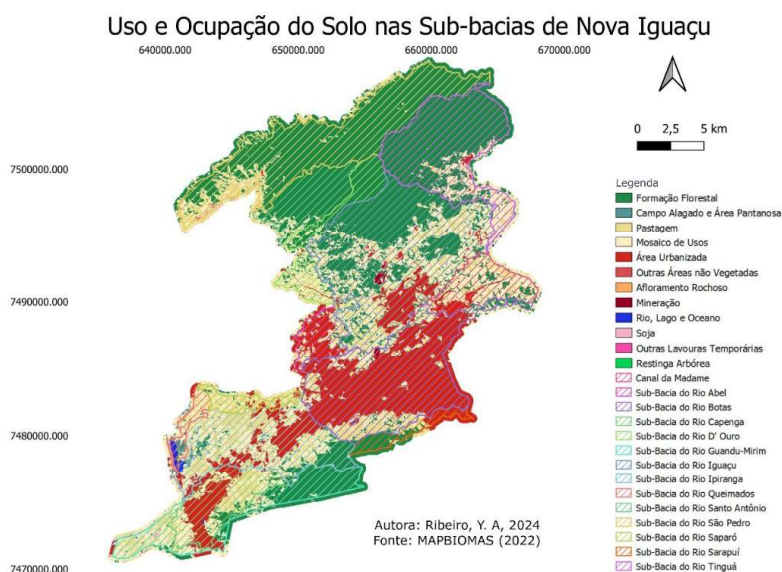 Uso e Ocupação do Solo nas Sub-bacias de Nova Iguaçu
640000.000 650000.000 660000.000 670000.000
0 2,5 5 km
7500000.000
7490000.000
7480000.000
7470000.000
Legenda
Formação Florestal
Campo Alagado e Área Pantanosa
Pastagem
Mosaico de Usos
Área Urbanizada
Outras Áreas não Vegetadas
Afloramento Rochoso
Mineração
Rio, Lago e Oceano
Soja
Outras Lavouras Temporárias
Restinga Arbórea
Canal da Madame
Sub-Bacia do Rio Abel
Sub-Bacia do Rio Botas
Sub-Bacia do Rio Capenga
Sub-Bacia do Rio D' Ouro
Sub-Bacia do Rio Guandu-Mirim
Sub-Bacia do Rio Iguaçu
Sub-Bacia do Rio Ipiranga
Sub-Bacia do Rio Queimados
Sub-Bacia do Rio Santo Antônio
Sub-Bacia do Rio São Pedro
Sub-Bacia do Rio Saparó
Sub-Bacia do Rio Sarapuí
Sub-Bacia do Rio Tinguá
Autora: Ribeiro, Y. A, 2024
Fonte: MAPBIOMAS (2022)